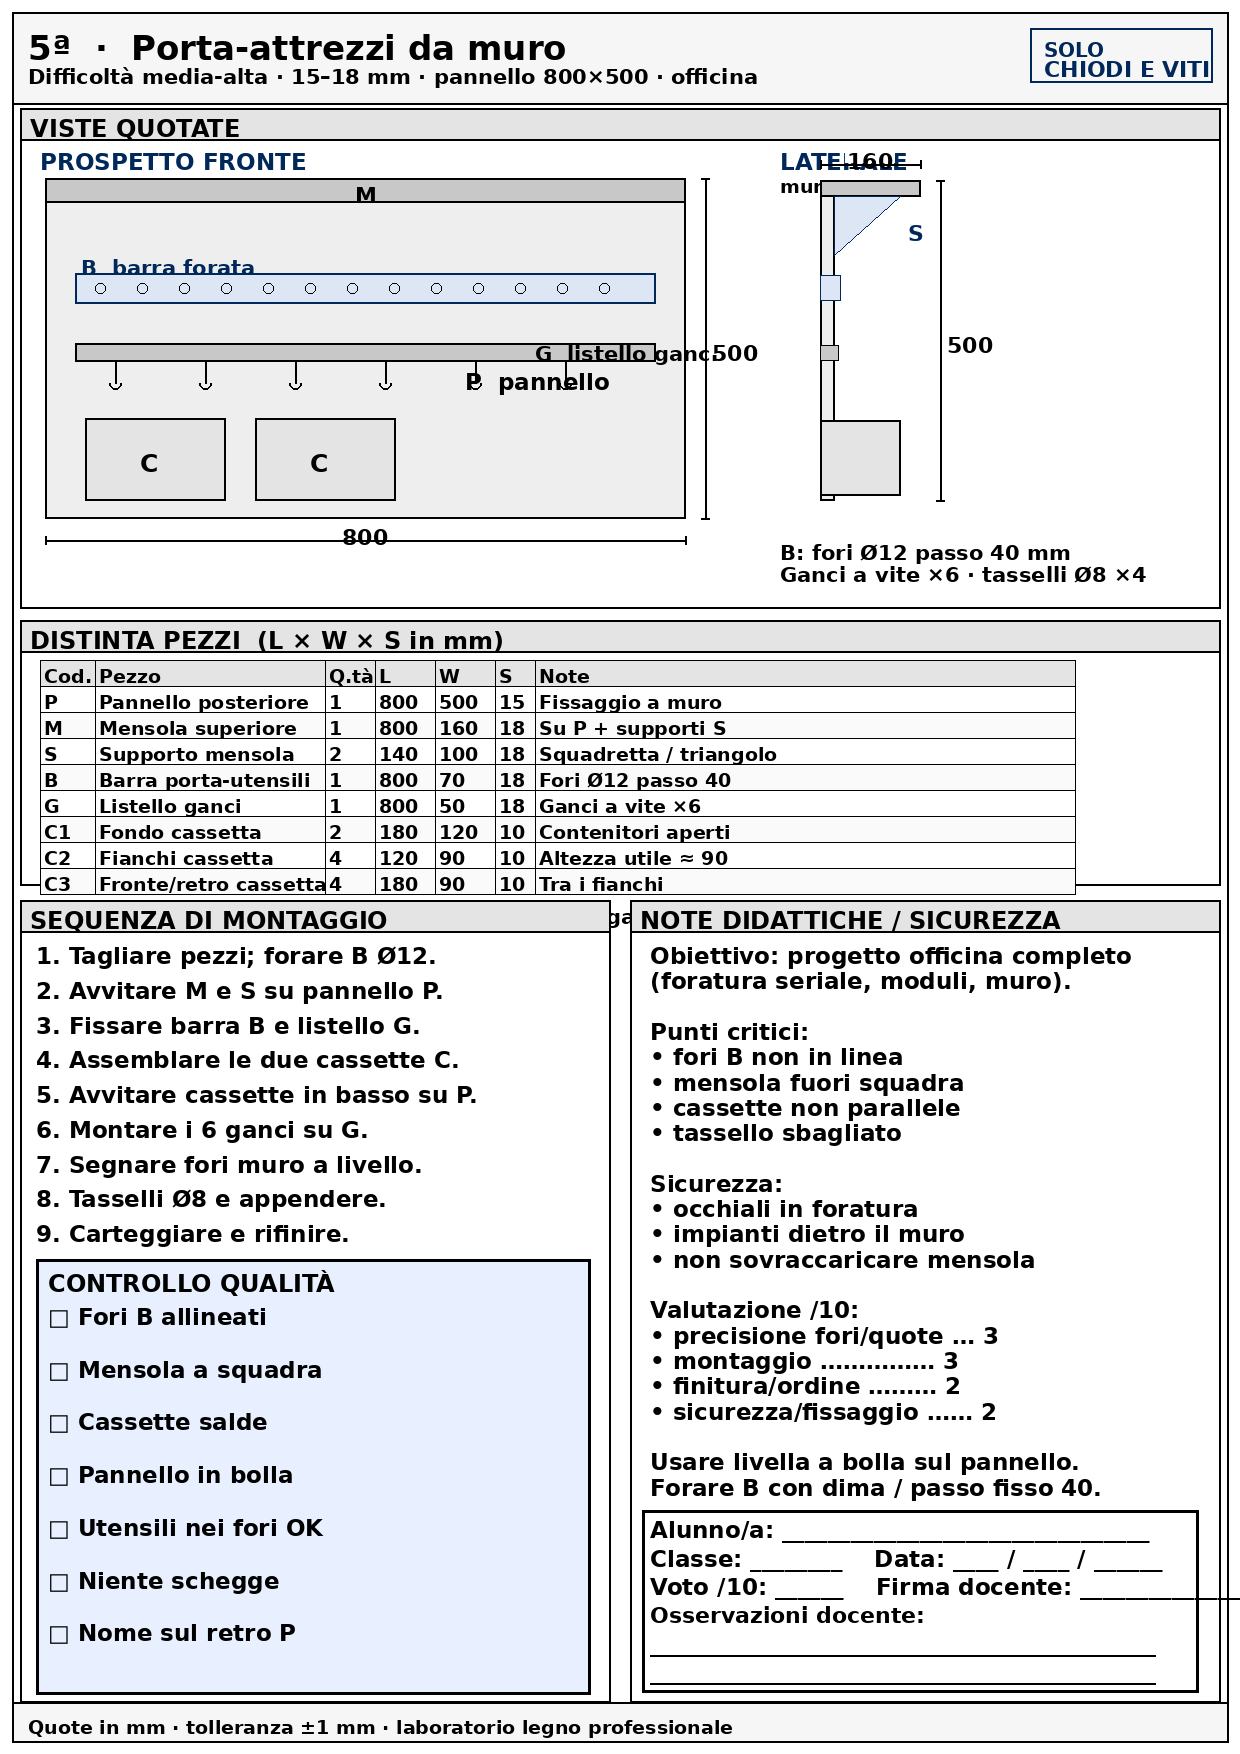 5ª · Porta-attrezzi da muro
Difficoltà media-alta · 15–18 mm · pannello 800×500 · officina
SOLO
CHIODI E VITI
VISTE QUOTATE
PROSPETTO FRONTE
M
B barra forata
G listello ganci
P pannello
C
C
500
800
160
S
500
B: fori Ø12 passo 40 mm
Ganci a vite ×6 · tasselli Ø8 ×4
DISTINTA PEZZI (L × W × S in mm)
Cod. Pezzo Q.tà L W S Note
P Pannello posteriore 1 800 500 15 Fissaggio a muro
M Mensola superiore 1 800 160 18 Su P + supporti S
S Supporto mensola 2 140 100 18 Squadretta / triangolo
B Barra porta-utensili 1 800 70 18 Fori Ø12 passo 40
G Listello ganci 1 800 50 18 Ganci a vite ×6
C1 Fondo cassetta 2 180 120 10 Contenitori aperti
C2 Fianchi cassetta 4 120 90 10 Altezza utile ≈ 90
C3 Fronte/retro cassetta 4 180 90 10 Tra i fianchi
SEQUENZA DI MONTAGGIO
1. Tagliare pezzi; forare B Ø12.
2. Avvitare M e S su pannello P.
3. Fissare barra B e listello G.
4. Assemblare le due cassette C.
5. Avvitare cassette in basso su P.
6. Montare i 6 ganci su G.
7. Segnare fori muro a livello.
8. Tasselli Ø8 e appendere.
9. Carteggiare e rifinire.
CONTROLLO QUALITÀ
□ Fori B allineati
□ Mensola a squadra
□ Cassette salde
□ Pannello in bolla
□ Utensili nei fori OK
□ Niente schegge
□ Nome sul retro P
NOTE DIDATTICHE / SICUREZZA
Obiettivo: progetto officina completo
(foratura seriale, moduli, muro).
Punti critici:
• fori B non in linea
• mensola fuori squadra
• cassette non parallele
• tassello sbagliato
Sicurezza:
• occhiali in foratura
• impianti dietro il muro
• non sovraccaricare mensola
Valutazione /10:
• precisione fori/quote … 3
• montaggio …………… 3
• finitura/ordine ……… 2
• sicurezza/fissaggio …… 2
Usare livella a bolla sul pannello.
Forare B con dima / passo fisso 40.
Alunno/a: ________________________________
Classe: ________ Data: ____ / ____ / ______
Voto /10: ______ Firma docente: ______________
Osservazioni docente:
Quote in mm · tolleranza ±1 mm · laboratorio legno professionale